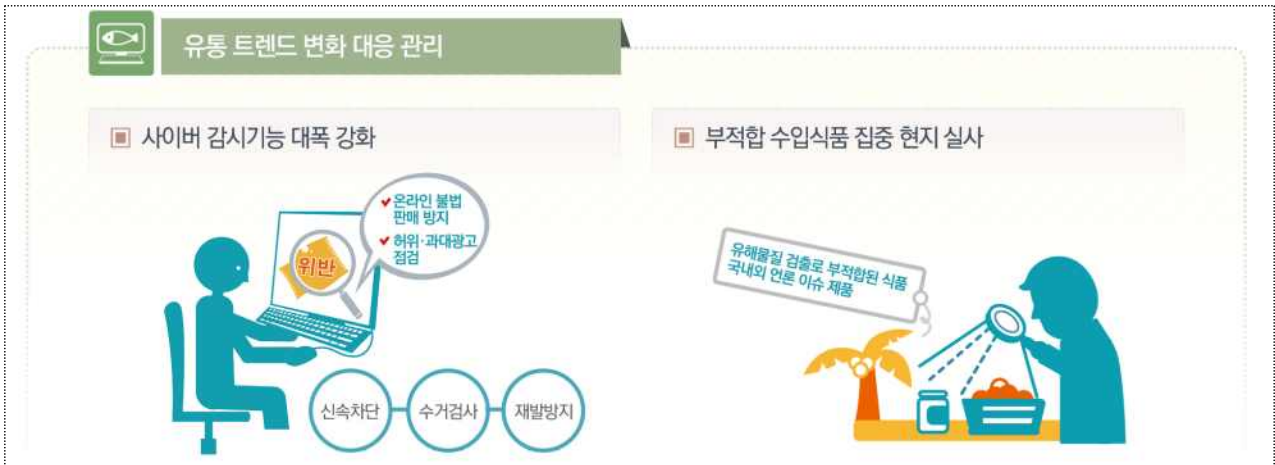 유통 트렌드 변화 대응 관리
사이버 감시기능 대폭 강화
온라인 불법
판매 방지
허위·과대광고
점검
위반
신속차단
수거검사
재발방지
부적합 수입식품 집중 현지 실사
유해물질 검출로 부적합된 식품
국내외 언론 이슈 제품